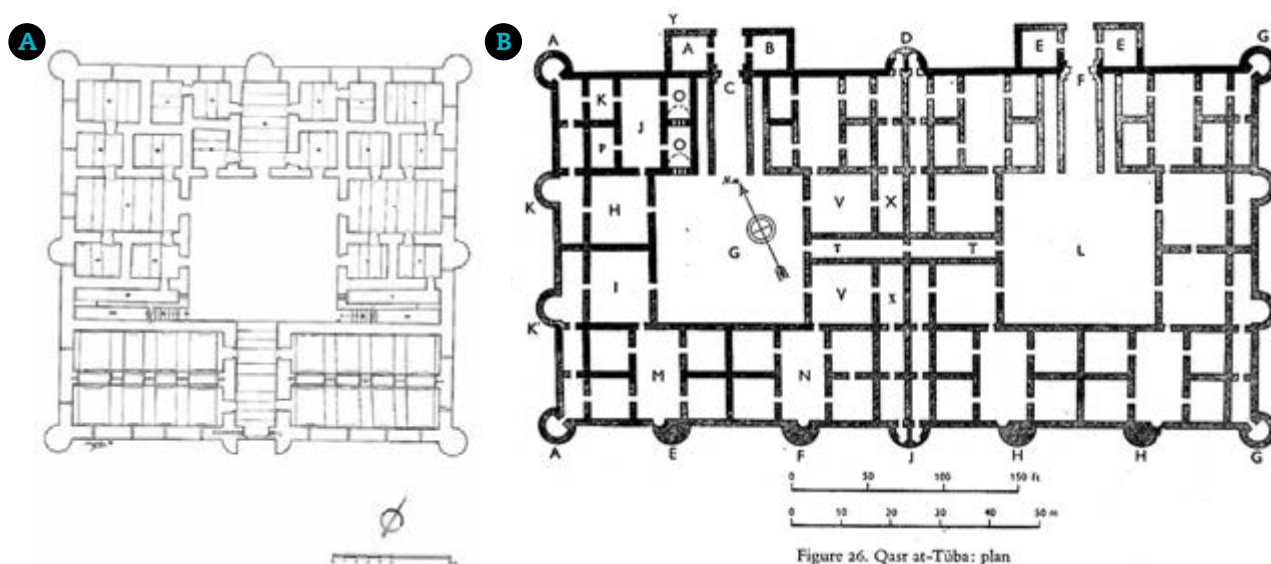 A
B
A Y D G
A B E E
C F
K O
J
P O
K H V X
G T T L
I V X
K
M N
A E F J H H G
0 50 100 150 ft
0 10 20 30 40 50 m
Figure 26. Qasr at-Tūba: plan